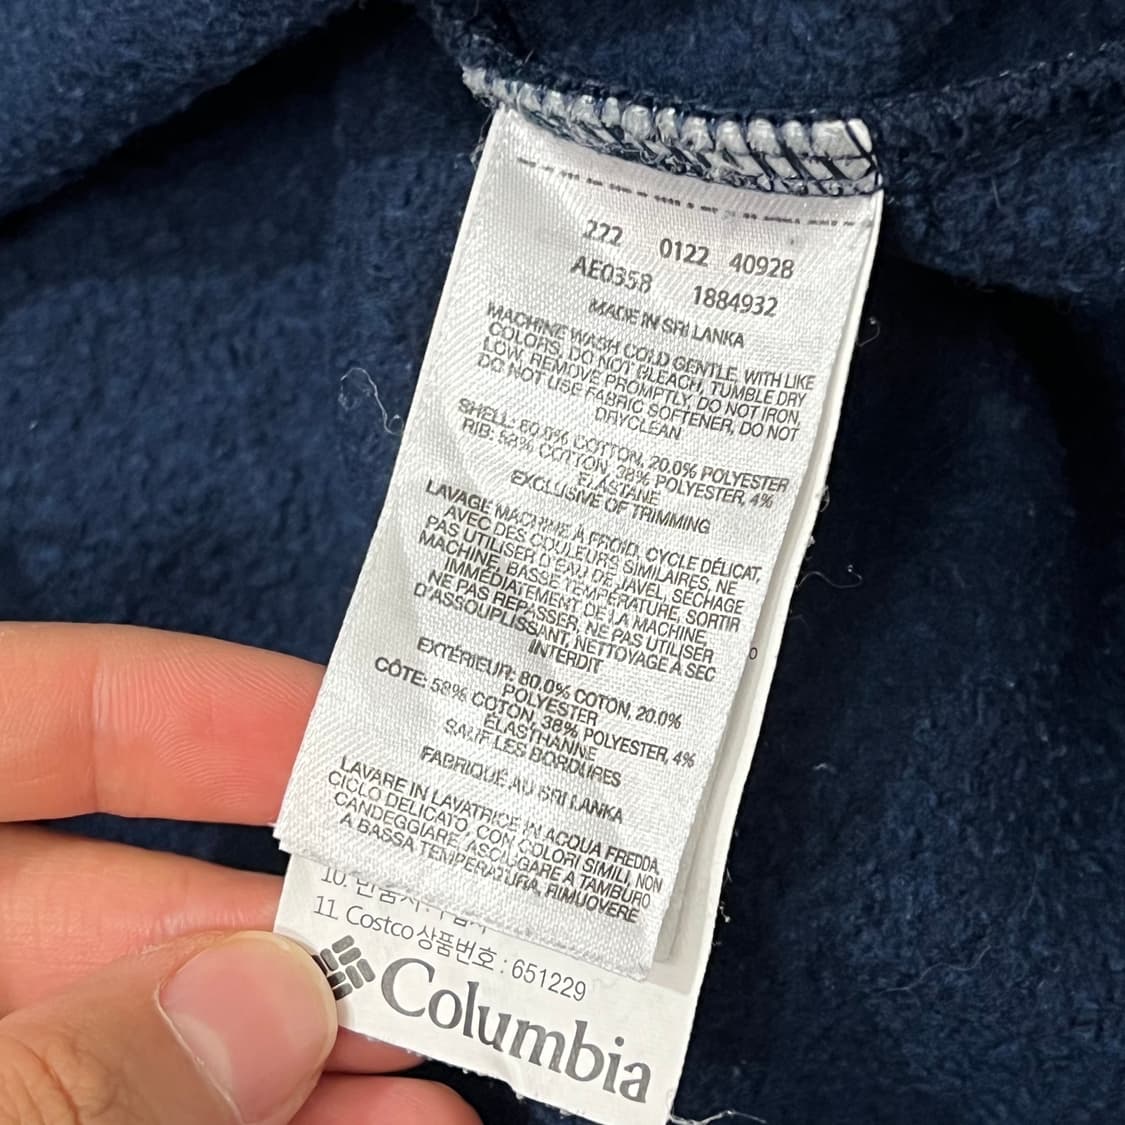 222 0122 40928
AE0358 1884932
MADE IN SRI LANKA
MACHINE WASH COLD GENTLE, WITH LIKE
COLORS, DO NOT BLEACH, TUMBLE DRY
LOW, REMOVE PROMPTLY, DO NOT IRON,
DO NOT USE FABRIC SOFTENER, DO NOT
DRYCLEAN
SHELL: 80.0% COTTON, 20.0% POLYESTER
RIB: 58% COTTON, 38% POLYESTER, 4%
ELASTANE
EXCLUSIVE OF TRIMMING
LAVAGE MACHINE À FROID, CYCLE DÉLICAT,
AVEC DES COULEURS SIMILAIRES, NE
PAS UTILISER D'EAU DE JAVEL, SÉCHAGE
MACHINE, BASSE TEMPÉRATURE, SORTIR
IMMÉDIATEMENT DE LA MACHINE,
NE PAS REPASSER, NE PAS UTILISER
D'ASSOUPLISSANT, NETTOYAGE À SEC
INTERDIT
EXTÉRIEUR: 80.0% COTON, 20.0%
POLYESTER
CÔTE: 58% COTON, 38% POLYESTER, 4%
ÉLASTHANNE
SAUF LES BORDURES
FABRIQUÉ AU SRI LANKA
LAVARE IN LAVATRICE IN ACQUA FREDDA
CICLO DELICATO, CON COLORI SIMILI, NON
CANDEGGIARE, ASCIUGARE A TAMBURO
A BASSA TEMPERATURA, RIMUOVERE
10.
11. Costco 상품번호 : 651229
Columbia